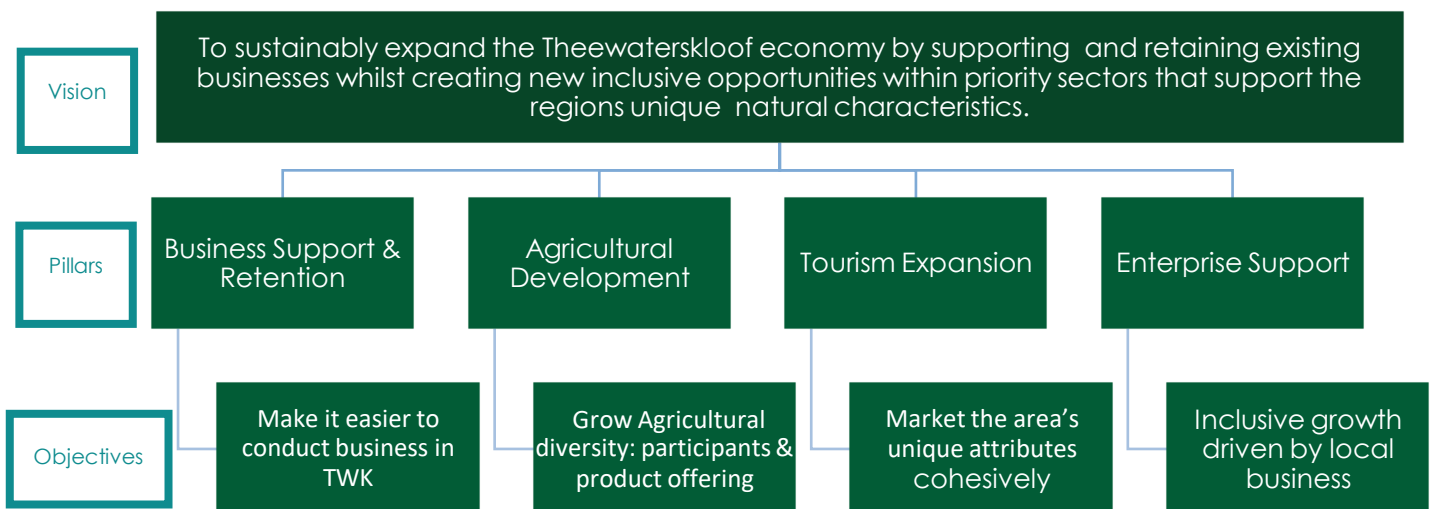 Vision
To sustainably expand the Theewaterskloof economy by supporting and retaining existing
businesses whilst creating new inclusive opportunities within priority sectors that support the
regions unique natural characteristics.
Pillars
Business Support &
Retention
Agricultural
Development
Tourism Expansion
Enterprise Support
Objectives
Make it easier to
conduct business in
TWK
Grow Agricultural
diversity: participants &
product offering
Market the area’s
unique attributes
cohesively
Inclusive growth
driven by local
business